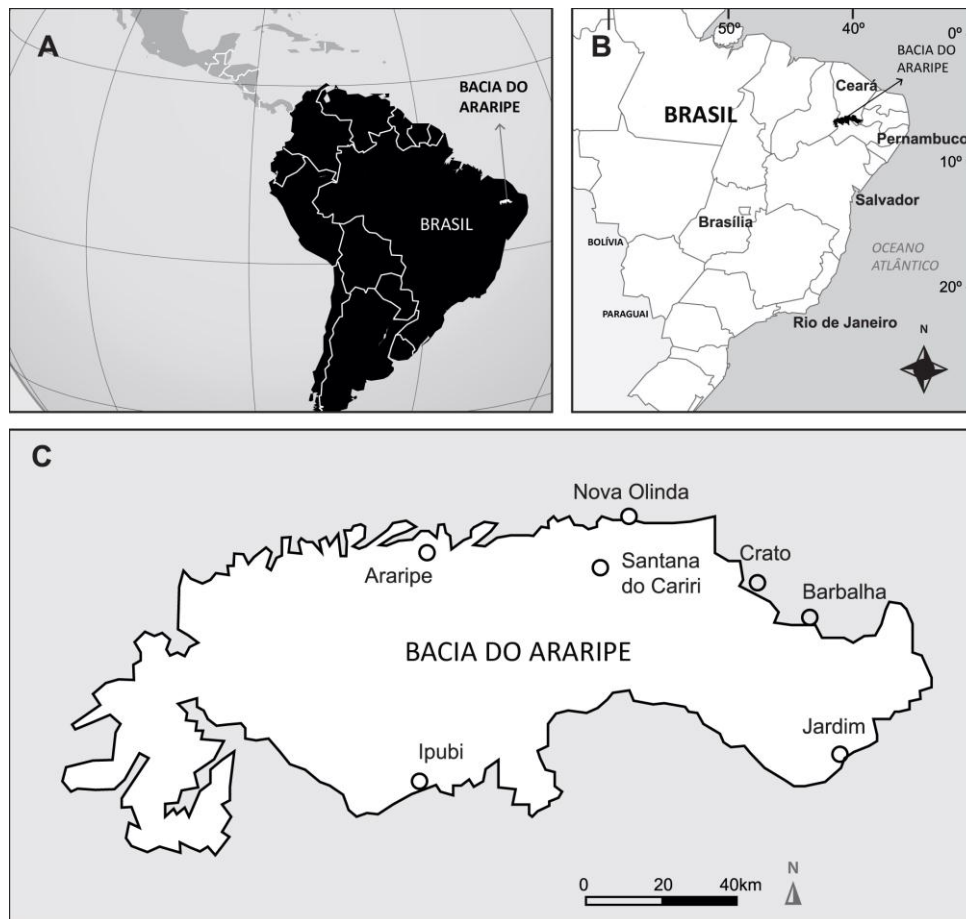 A
BACIA DO
ARARIPE
BRASIL
B
50º
40º
0º
BACIA DO
ARARIPE
Ceará
BRASIL
Pernambuco
10º
Salvador
Brasília
BOLÍVIA
OCEANO
ATLÂNTICO
20º
PARAGUAI
Rio de Janeiro
N
C
Nova Olinda
Araripe
Santana
do Cariri
Crato
Barbalha
BACIA DO ARARIPE
Jardim
Ipubi
N
0 20 40km